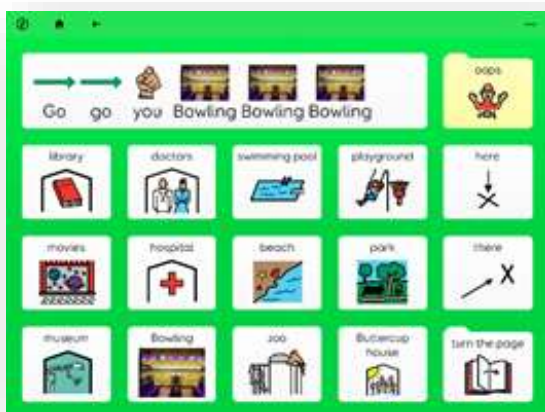 Go go you Bowling Bowling Bowling
oops
library doctors swimming pool playground here
movies hospital beach park there
museum Bowling zoo Buttercup house turn the page